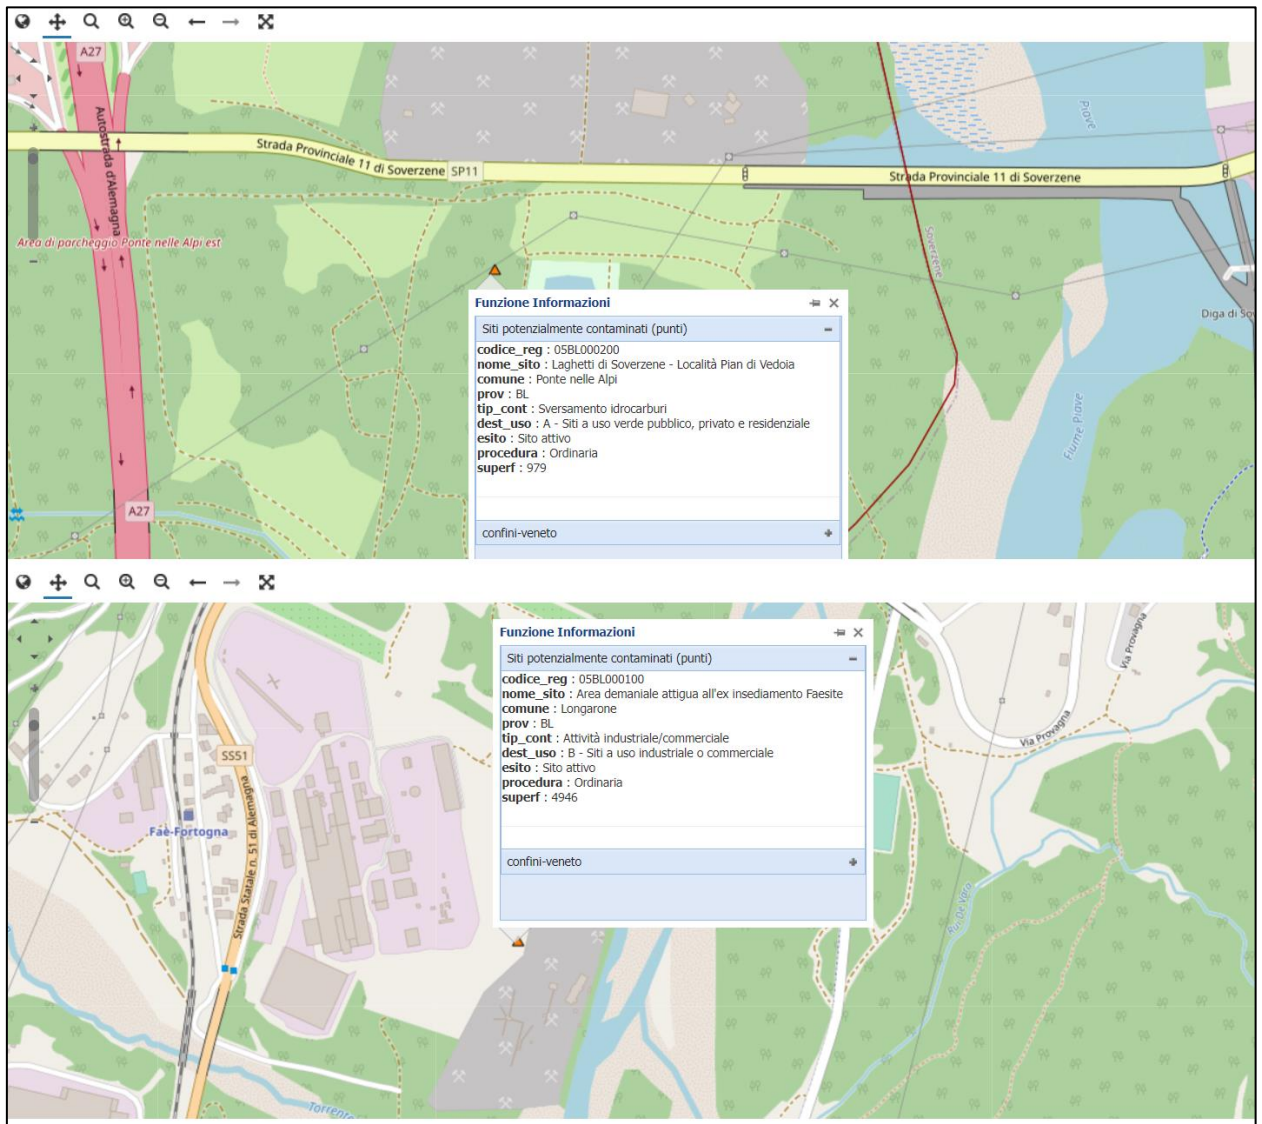 A27
Autostrada d'Alemagna
Strada Provinciale 11 di Soverzene
SP11
Strada Provinciale 11 di Soverzene
Piave
Area di parcheggio Ponte nelle Alpi est
Soverzene
Diga di So
Fiume Piave
A27
Funzione Informazioni
Siti potenzialmente contaminati (punti)
codice_reg : 05BL000200
nome_sito : Laghetti di Soverzene - Località Pian di Vedoia
comune : Ponte nelle Alpi
prov : BL
tip_cont : Sversamento idrocarburi
dest_uso : A - Siti a uso verde pubblico, privato e residenziale
esito : Sito attivo
procedura : Ordinaria
superf : 979
confini-veneto
SS51
Fae-Fortogna
Strada Statale n. 51 di Alemagna
Funzione Informazioni
Siti potenzialmente contaminati (punti)
codice_reg : 05BL000100
nome_sito : Area demaniale attigua all'ex insediamento Faesite
comune : Longarone
prov : BL
tip_cont : Attività industriale/commerciale
dest_uso : B - Siti a uso industriale o commerciale
esito : Sito attivo
procedura : Ordinaria
superf : 4946
confini-veneto
Via Provagna
Via Provagna
Torrente